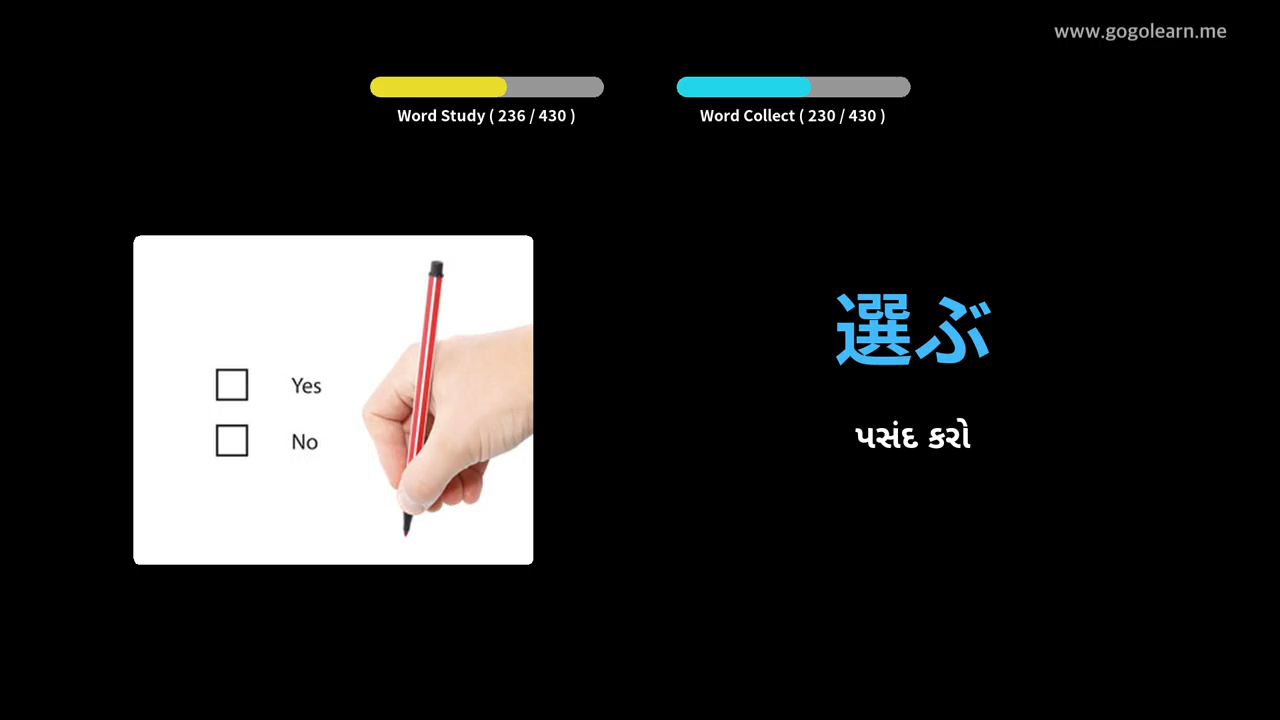 www.gogolearn.me
Word Study ( 236 / 430 )
Word Collect ( 230 / 430 )
Yes
No
選ぶ
પસંદ કરો